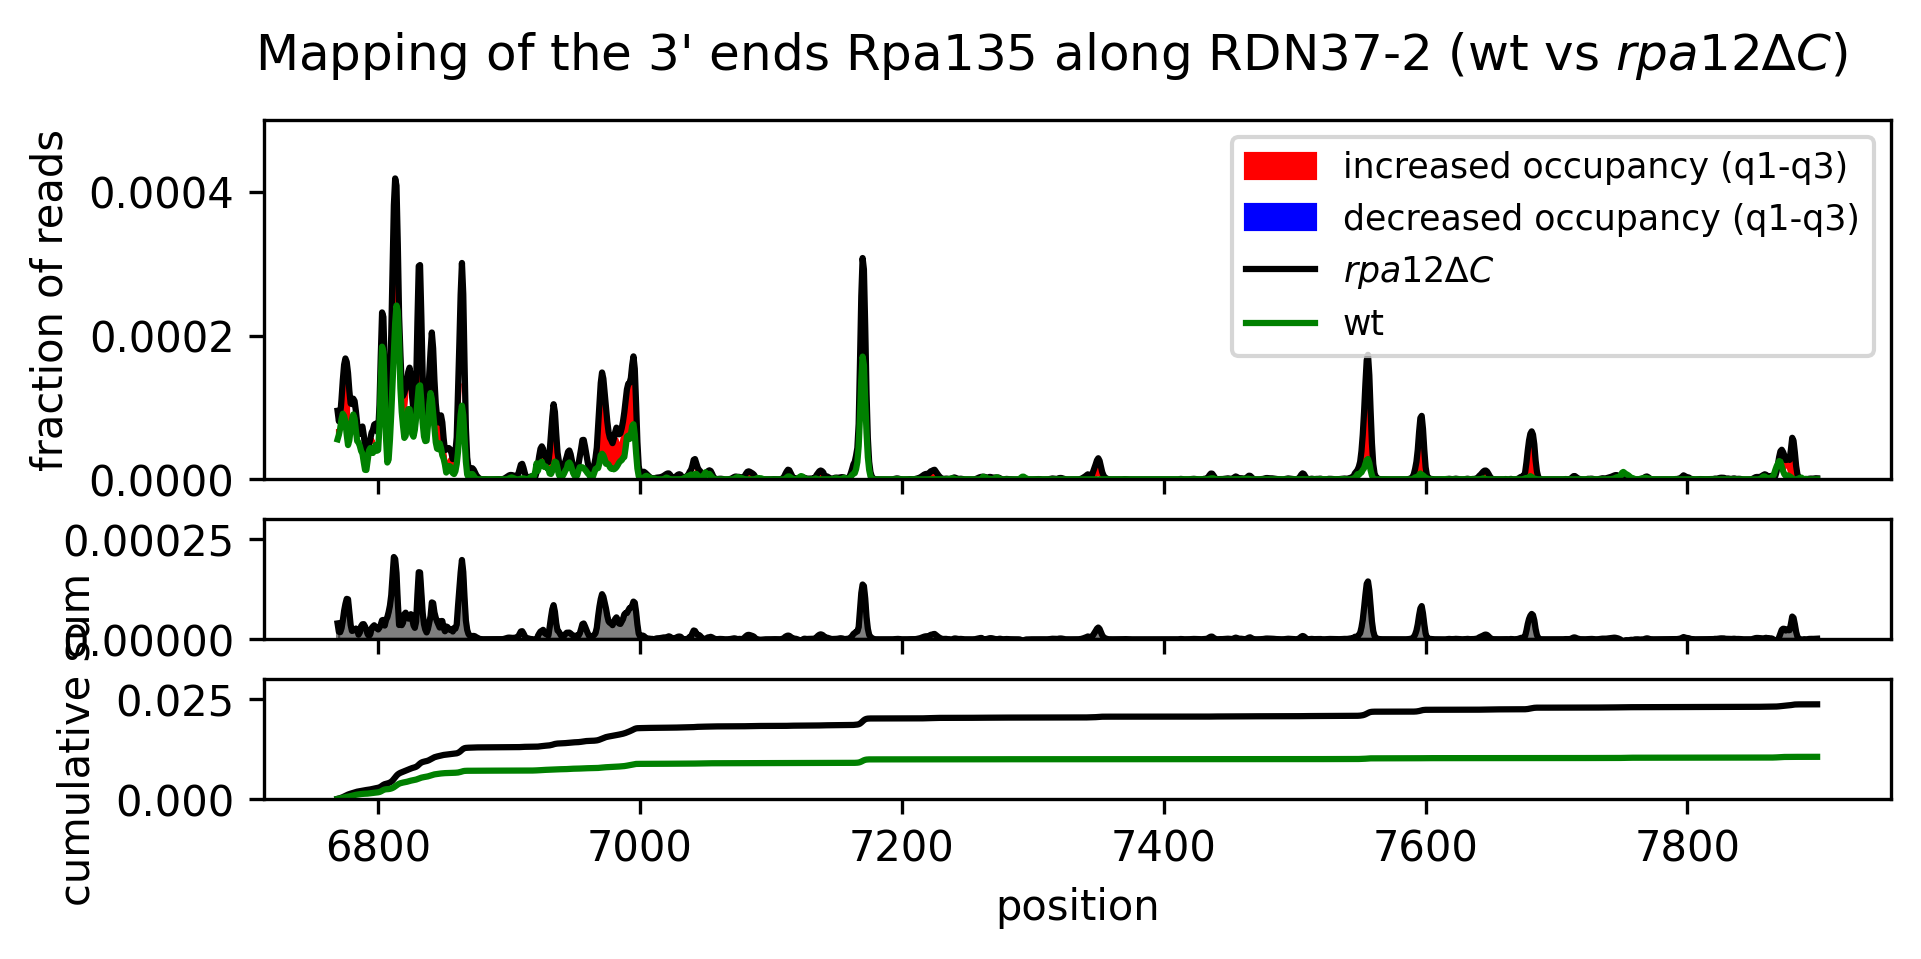 Mapping of the 3' ends Rpa135 along RDN37-2 (wt vs rpa12ΔC)
fraction of reads
0.0004
0.0002
0.0000
increased occupancy (q1-q3)
decreased occupancy (q1-q3)
rpa12ΔC
wt
0.00025
0.00000
cumulative sum
0.025
0.000
6800 7000 7200 7400 7600 7800
position